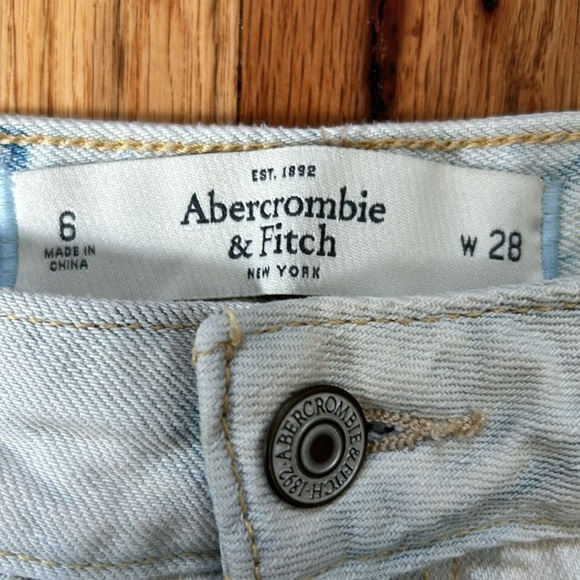 EST. 1892
Abercrombie
& Fitch
NEW YORK
6
MADE IN
CHINA
W 28
ABERCROMBIE & FITCH · 1892 ·